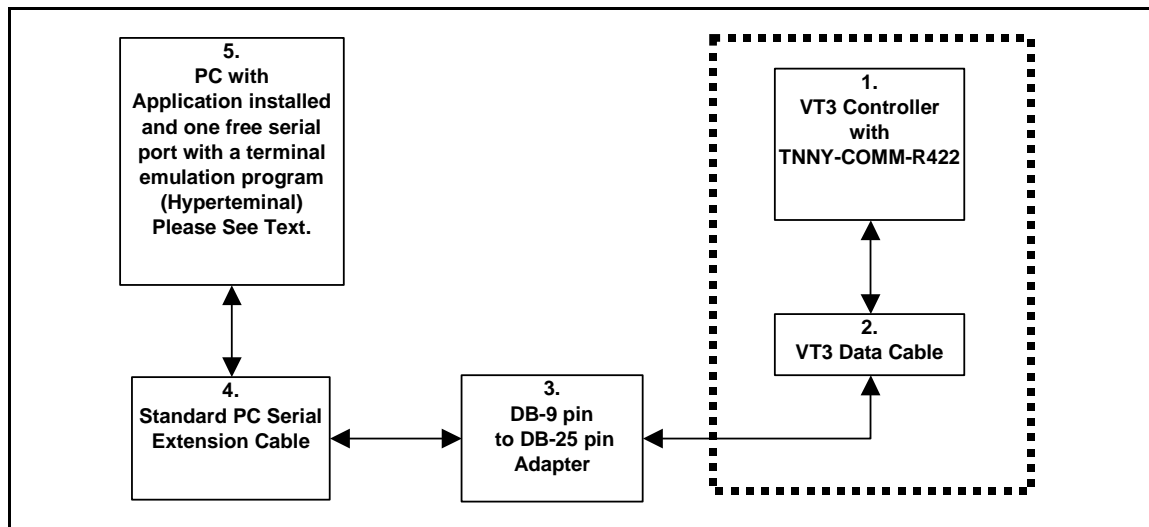 5.
PC with
Application installed
and one free serial
port with a terminal
emulation program
(Hyperteminal)
Please See Text.
1.
VT3 Controller
with
TNNY-COMM-R422
2.
VT3 Data Cable
4.
Standard PC Serial
Extension Cable
3.
DB-9 pin
to DB-25 pin
Adapter